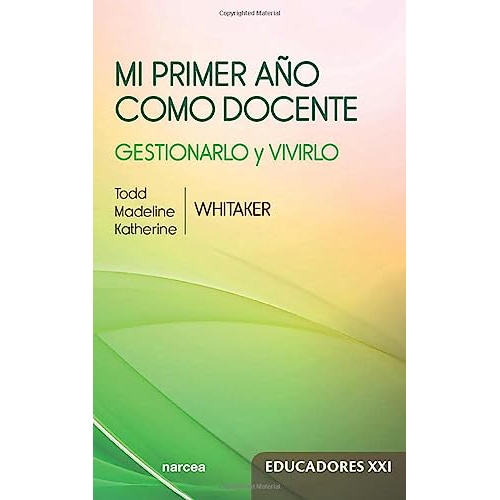 MI PRIMER AÑO
COMO DOCENTE
GESTIONARLO y VIVIRLO
Todd
Madeline
Katherine
WHITAKER
narcea
EDUCADORES XXI